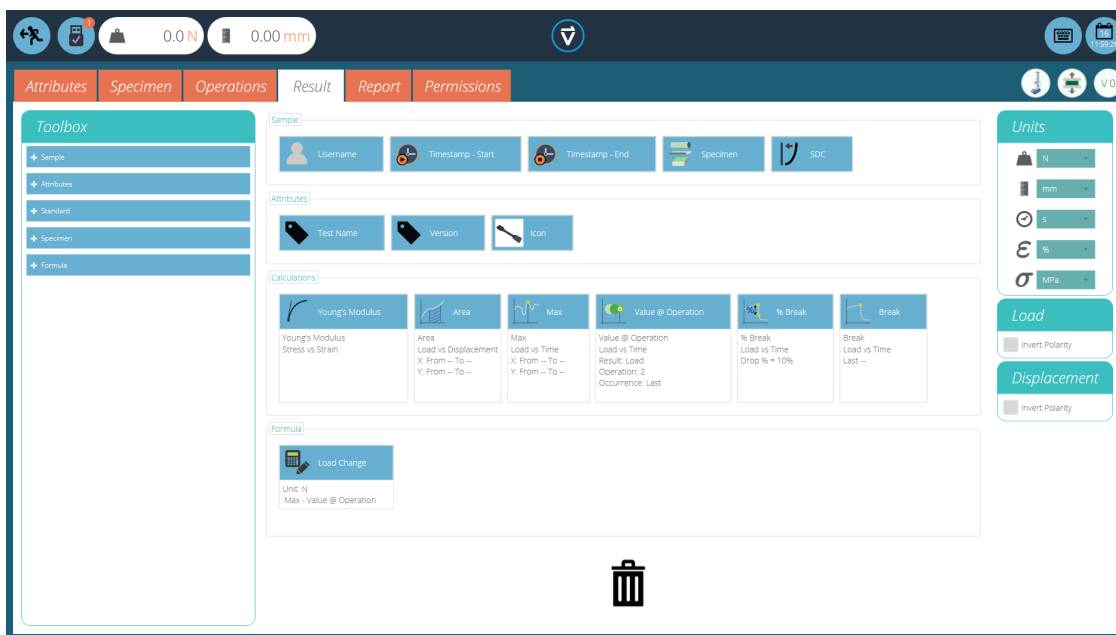 1
0.0 N
0.00 mm
16
11:59:26
Attributes
Specimen
Operations
Result
Report
Permissions
V 0
Toolbox
+ Sample
+ Attributes
+ Standard
+ Specimen
+ Formula
Sample
Username
Timestamp - Start
Timestamp - End
Specimen
SDC
Attributes
Test Name
Version
Icon
Calculations
Young's Modulus
Young's Modulus
Stress vs Strain
Area
Area
Load vs Displacement
X: From -- To --
Y: From -- To --
Max
Max
Load vs Time
X: From -- To --
Y: From -- To --
Value @ Operation
Value @ Operation
Load vs Time
Result: Load
Operation: 2
Occurrence: Last
% Break
% Break
Load vs Time
Drop % = 10%
Break
Break
Load vs Time
Last --
Formula
Load Change
Unit: N
Max - Value @ Operation
Units
N
mm
s
ε %
σ MPa
Load
Invert Polarity
Displacement
Invert Polarity